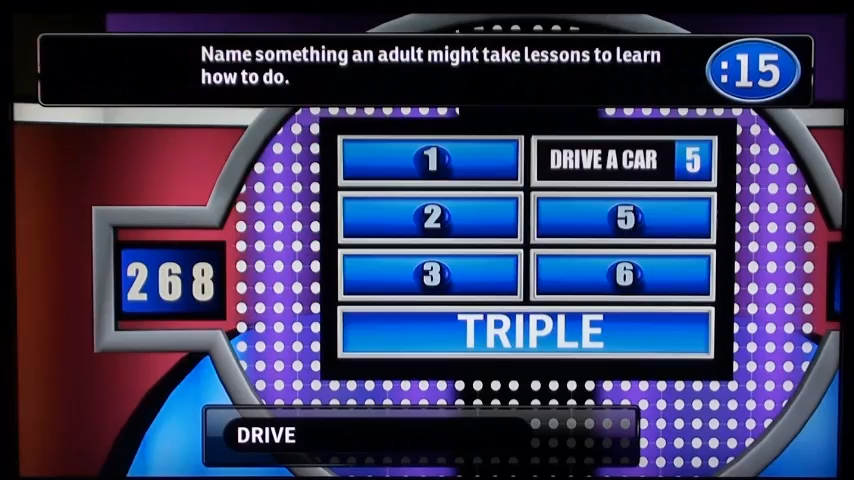 Name something an adult might take lessons to learn
how to do.
:15
1
DRIVE A CAR 5
2
5
3
6
268
TRIPLE
DRIVE